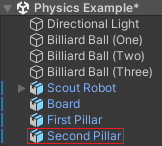 Physics Example*
Directional Light
Billiard Ball (One)
Billiard Ball (Two)
Billiard Ball (Three)
Scout Robot
Board
First Pillar
Second Pillar